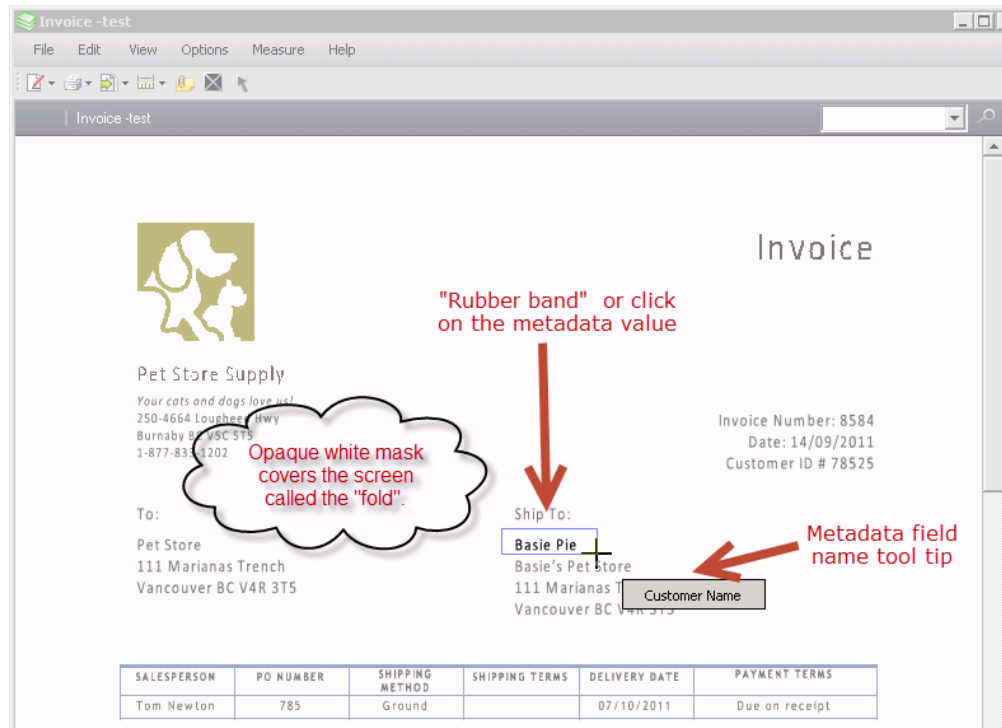 Invoice -test
File Edit View Options Measure Help
Invoice -test
Invoice
"Rubber band" or click
on the metadata value
Pet Store Supply
Your cats and dogs love us!
250-4664 Lougheed Hwy
Burnaby BC V5C 5T5
1-877-833-1202
Invoice Number: 8584
Date: 14/09/2011
Customer ID # 78525
Opaque white mask
covers the screen
called the "fold".
To:
Pet Store
111 Marianas Trench
Vancouver BC V4R 3T5
Ship To:
Basie Pie
Basie's Pet Store
111 Marianas T
Vancouver BC V4R 3T5
Metadata field
name tool tip
Customer Name
SALESPERSON PO NUMBER SHIPPING METHOD SHIPPING TERMS DELIVERY DATE PAYMENT TERMS
Tom Newton 785 Ground 07/10/2011 Due on receipt